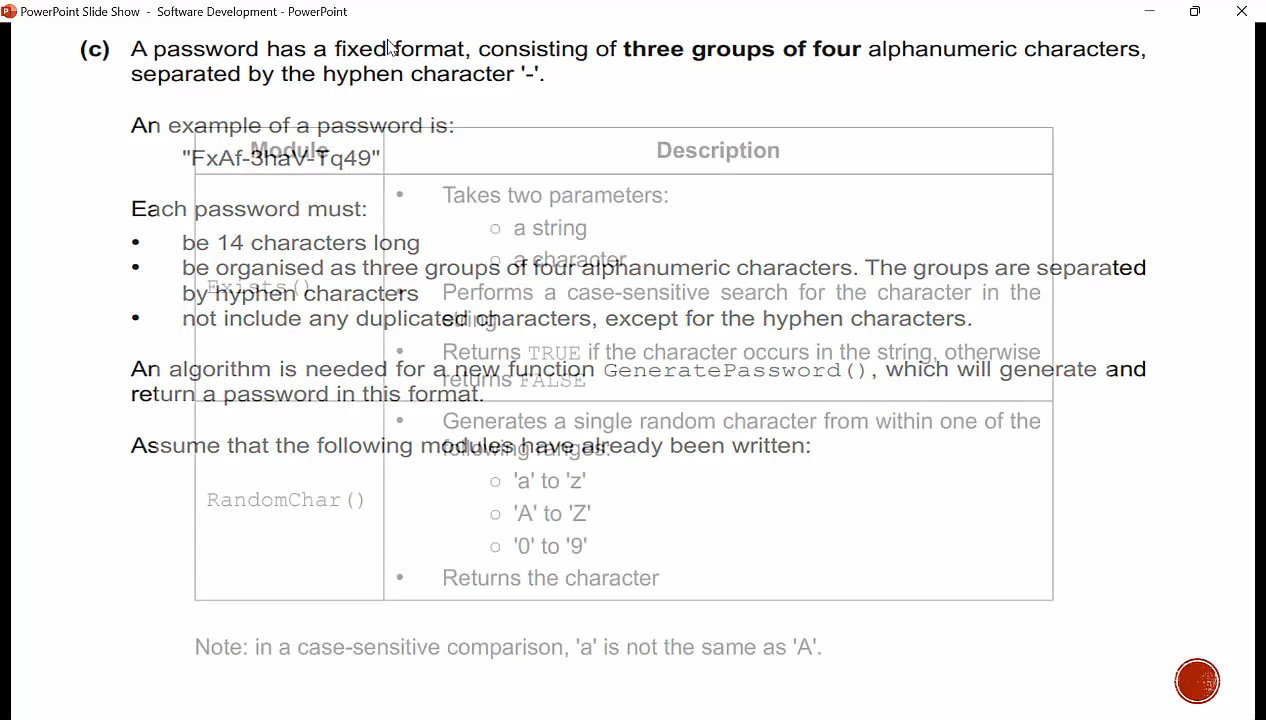 PowerPoint Slide Show - Software Development - PowerPoint
(c) A password has a fixed format, consisting of three groups of four alphanumeric characters,
separated by the hyphen character '-'.
An example of a password is:
"FxAf-3haV-Tq49"
Each password must:
• be 14 characters long
• be organised as three groups of four alphanumeric characters. The groups are separated
by hyphen characters
• not include any duplicated characters, except for the hyphen characters.
An algorithm is needed for a new function GeneratePassword(), which will generate and
return a password in this format.
Assume that the following modules have already been written:
Module
Description
Exists()
• Takes two parameters:
○ a string
○ a character
• Performs a case-sensitive search for the character in the
string
• Returns TRUE if the character occurs in the string, otherwise
returns FALSE
RandomChar()
• Generates a single random character from within one of the
following ranges:
○ 'a' to 'z'
○ 'A' to 'Z'
○ '0' to '9'
• Returns the character
Note: in a case-sensitive comparison, 'a' is not the same as 'A'.